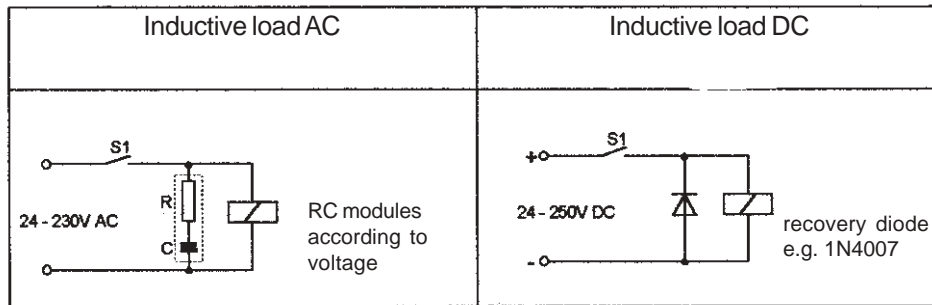 Inductive load AC
Inductive load DC
S1
R
24 - 230V AC
C
RC modules
according to
voltage
S1
+
24 - 250V DC
-
recovery diode
e.g. 1N4007